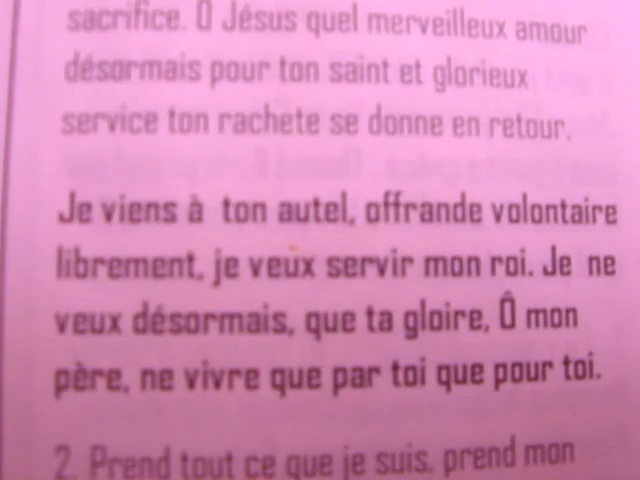 sacrifice. O Jésus quel merveilleux amour
désormais pour ton saint et glorieux
service ton rachete se donne en retour.
Je viens à ton autel, offrande volontaire
librement, je veux servir mon roi. Je ne
veux désormais, que ta gloire, Ô mon
père, ne vivre que par toi que pour toi.
2. Prend tout ce que je suis, prend mon